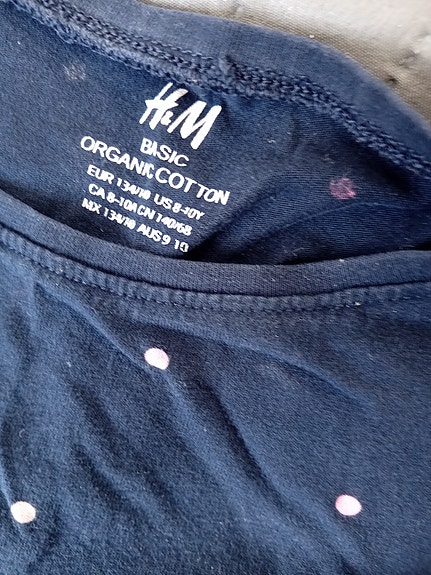 H&M
BASIC
ORGANIC COTTON
EUR 134/140 US 8-10Y
CA 8-10A CN 140/68
MX 134/140 AUS 9 10